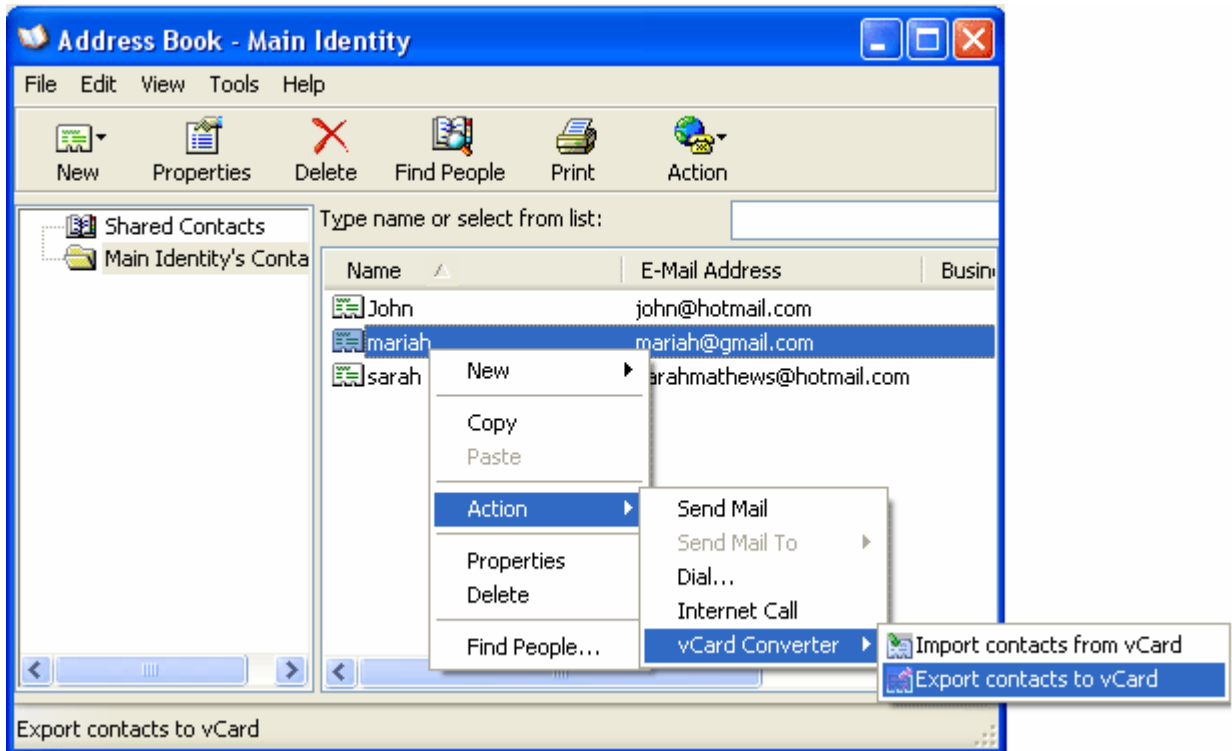 Address Book - Main Identity
File Edit View Tools Help
New Properties Delete Find People Print Action
Shared Contacts
Main Identity's Conta
Type name or select from list:
Name E-Mail Address Busin
John john@hotmail.com
mariah mariah@gmail.com
sarah arahmathews@hotmail.com
New
Copy
Paste
Action
Properties
Delete
Find People...
Send Mail
Send Mail To
Dial...
Internet Call
vCard Converter
Import contacts from vCard
Export contacts to vCard
Export contacts to vCard